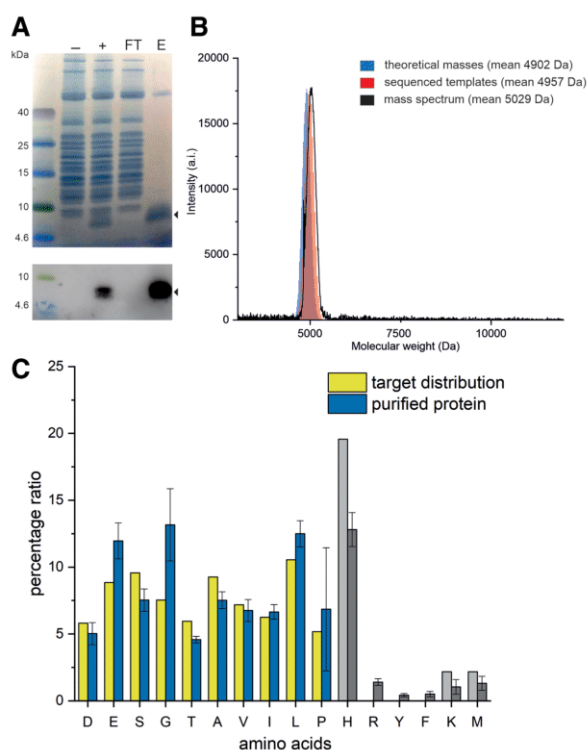 A
kDa
– + FT E
40
25
15
10
4.6
10
4.6
B
20000
15000
10000
5000
0
Intensity (a.i.)
theoretical masses (mean 4902 Da)
sequenced templates (mean 4957 Da)
mass spectrum (mean 5029 Da)
5000 7500 10000
Molecular weight (Da)
C
25
20
15
10
5
0
percentage ratio
target distribution
purified protein
D E S G T A V I L P H R Y F K M
amino acids